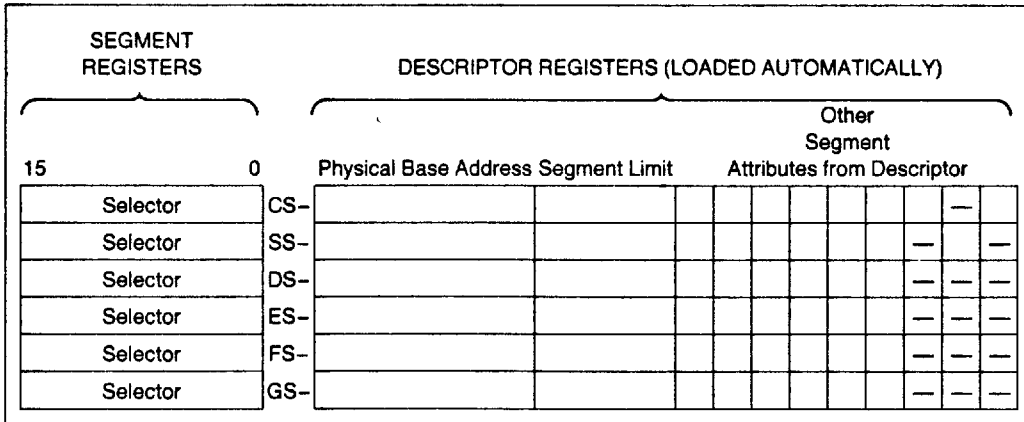 SEGMENT
REGISTERS
DESCRIPTOR REGISTERS (LOADED AUTOMATICALLY)
Other
Segment
15 0 Physical Base Address Segment Limit Attributes from Descriptor
Selector CS–
Selector SS–
Selector DS–
Selector ES–
Selector FS–
Selector GS–